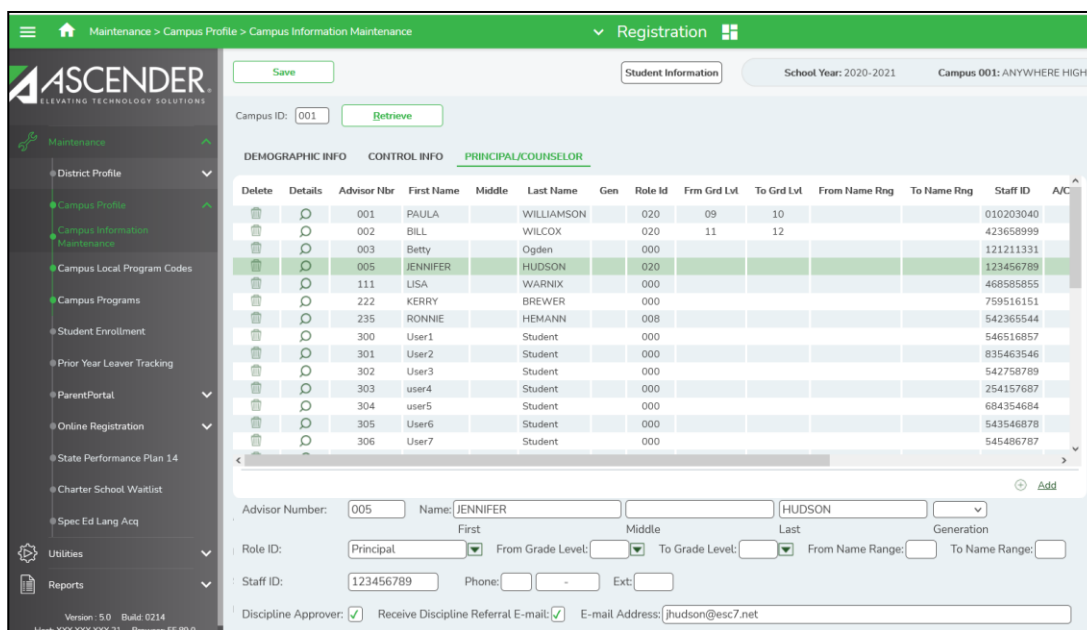 Maintenance > Campus Profile > Campus Information Maintenance Registration
ASCENDER.
ELEVATING TECHNOLOGY SOLUTIONS
Save Student Information School Year: 2020-2021 Campus 001: ANYWHERE HIGH
Campus ID: 001 Retrieve
DEMOGRAPHIC INFO CONTROL INFO PRINCIPAL/COUNSELOR
Maintenance
District Profile
Campus Profile
Campus Information
Maintenance
Campus Local Program Codes
Campus Programs
Student Enrollment
Prior Year Leaver Tracking
ParentPortal
Online Registration
State Performance Plan 14
Charter School Waitlist
Spec Ed Lang Acq
Utilities
Reports
Version : 5.0 Build: 0214
Delete Details Advisor Nbr First Name Middle Last Name Gen Role Id Frm Grd Lvl To Grd Lvl From Name Rng To Name Rng Staff ID A/C
001 PAULA WILLIAMSON 020 09 10 010203040
002 BILL WILCOX 020 11 12 423658999
003 Betty Ogden 000 121211331
005 JENNIFER HUDSON 020 123456789
111 LISA WARNIX 000 468585855
222 KERRY BREWER 000 759516151
235 RONNIE HEMANN 008 542365544
300 User1 Student 000 546516857
301 User2 Student 000 835463546
302 User3 Student 000 542758789
303 user4 Student 000 254157687
304 user5 Student 000 684354684
305 User6 Student 000 543546878
306 User7 Student 000 545486787
Add
Advisor Number: 005 Name: JENNIFER HUDSON
First Middle Last Generation
Role ID: Principal From Grade Level: To Grade Level: From Name Range: To Name Range:
Staff ID: 123456789 Phone: - Ext:
Discipline Approver: Receive Discipline Referral E-mail: E-mail Address: jhudson@esc7.net